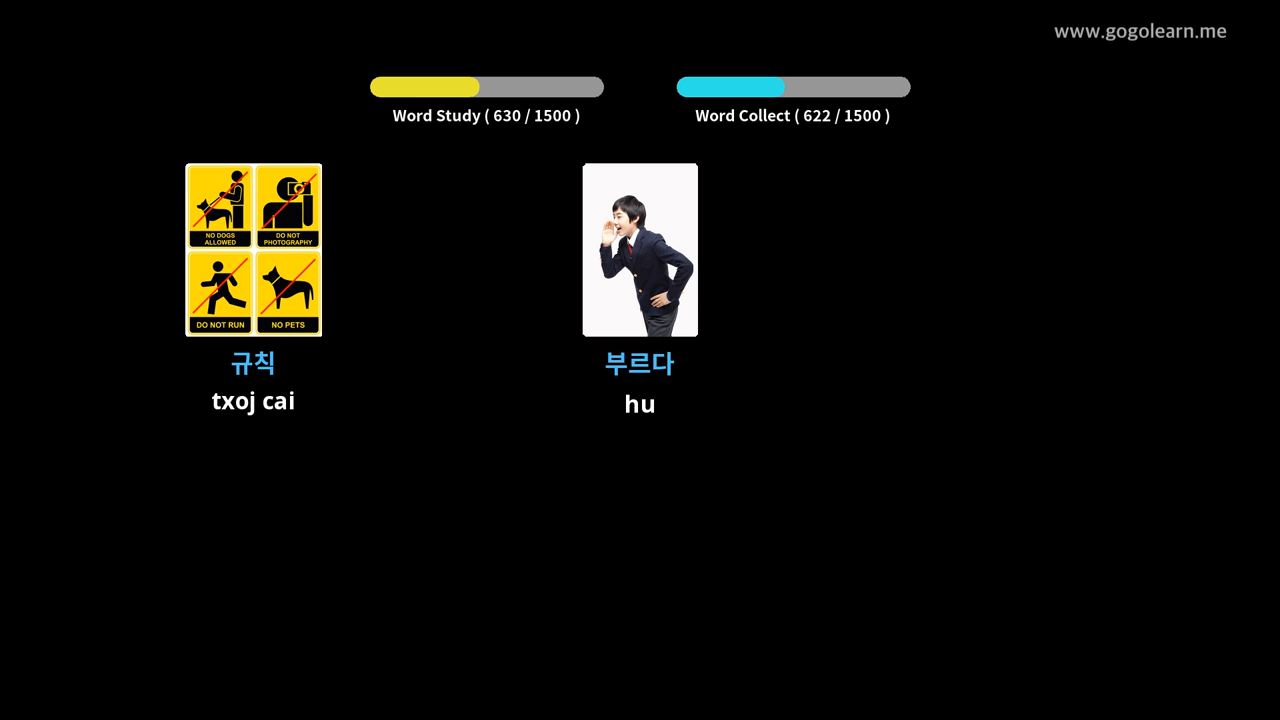 www.gogolearn.me
Word Study ( 630 / 1500 )
Word Collect ( 622 / 1500 )
NO DOGS
ALLOWED
DO NOT
PHOTOGRAPHY
DO NOT RUN
NO PETS
규칙
txoj cai
부르다
hu